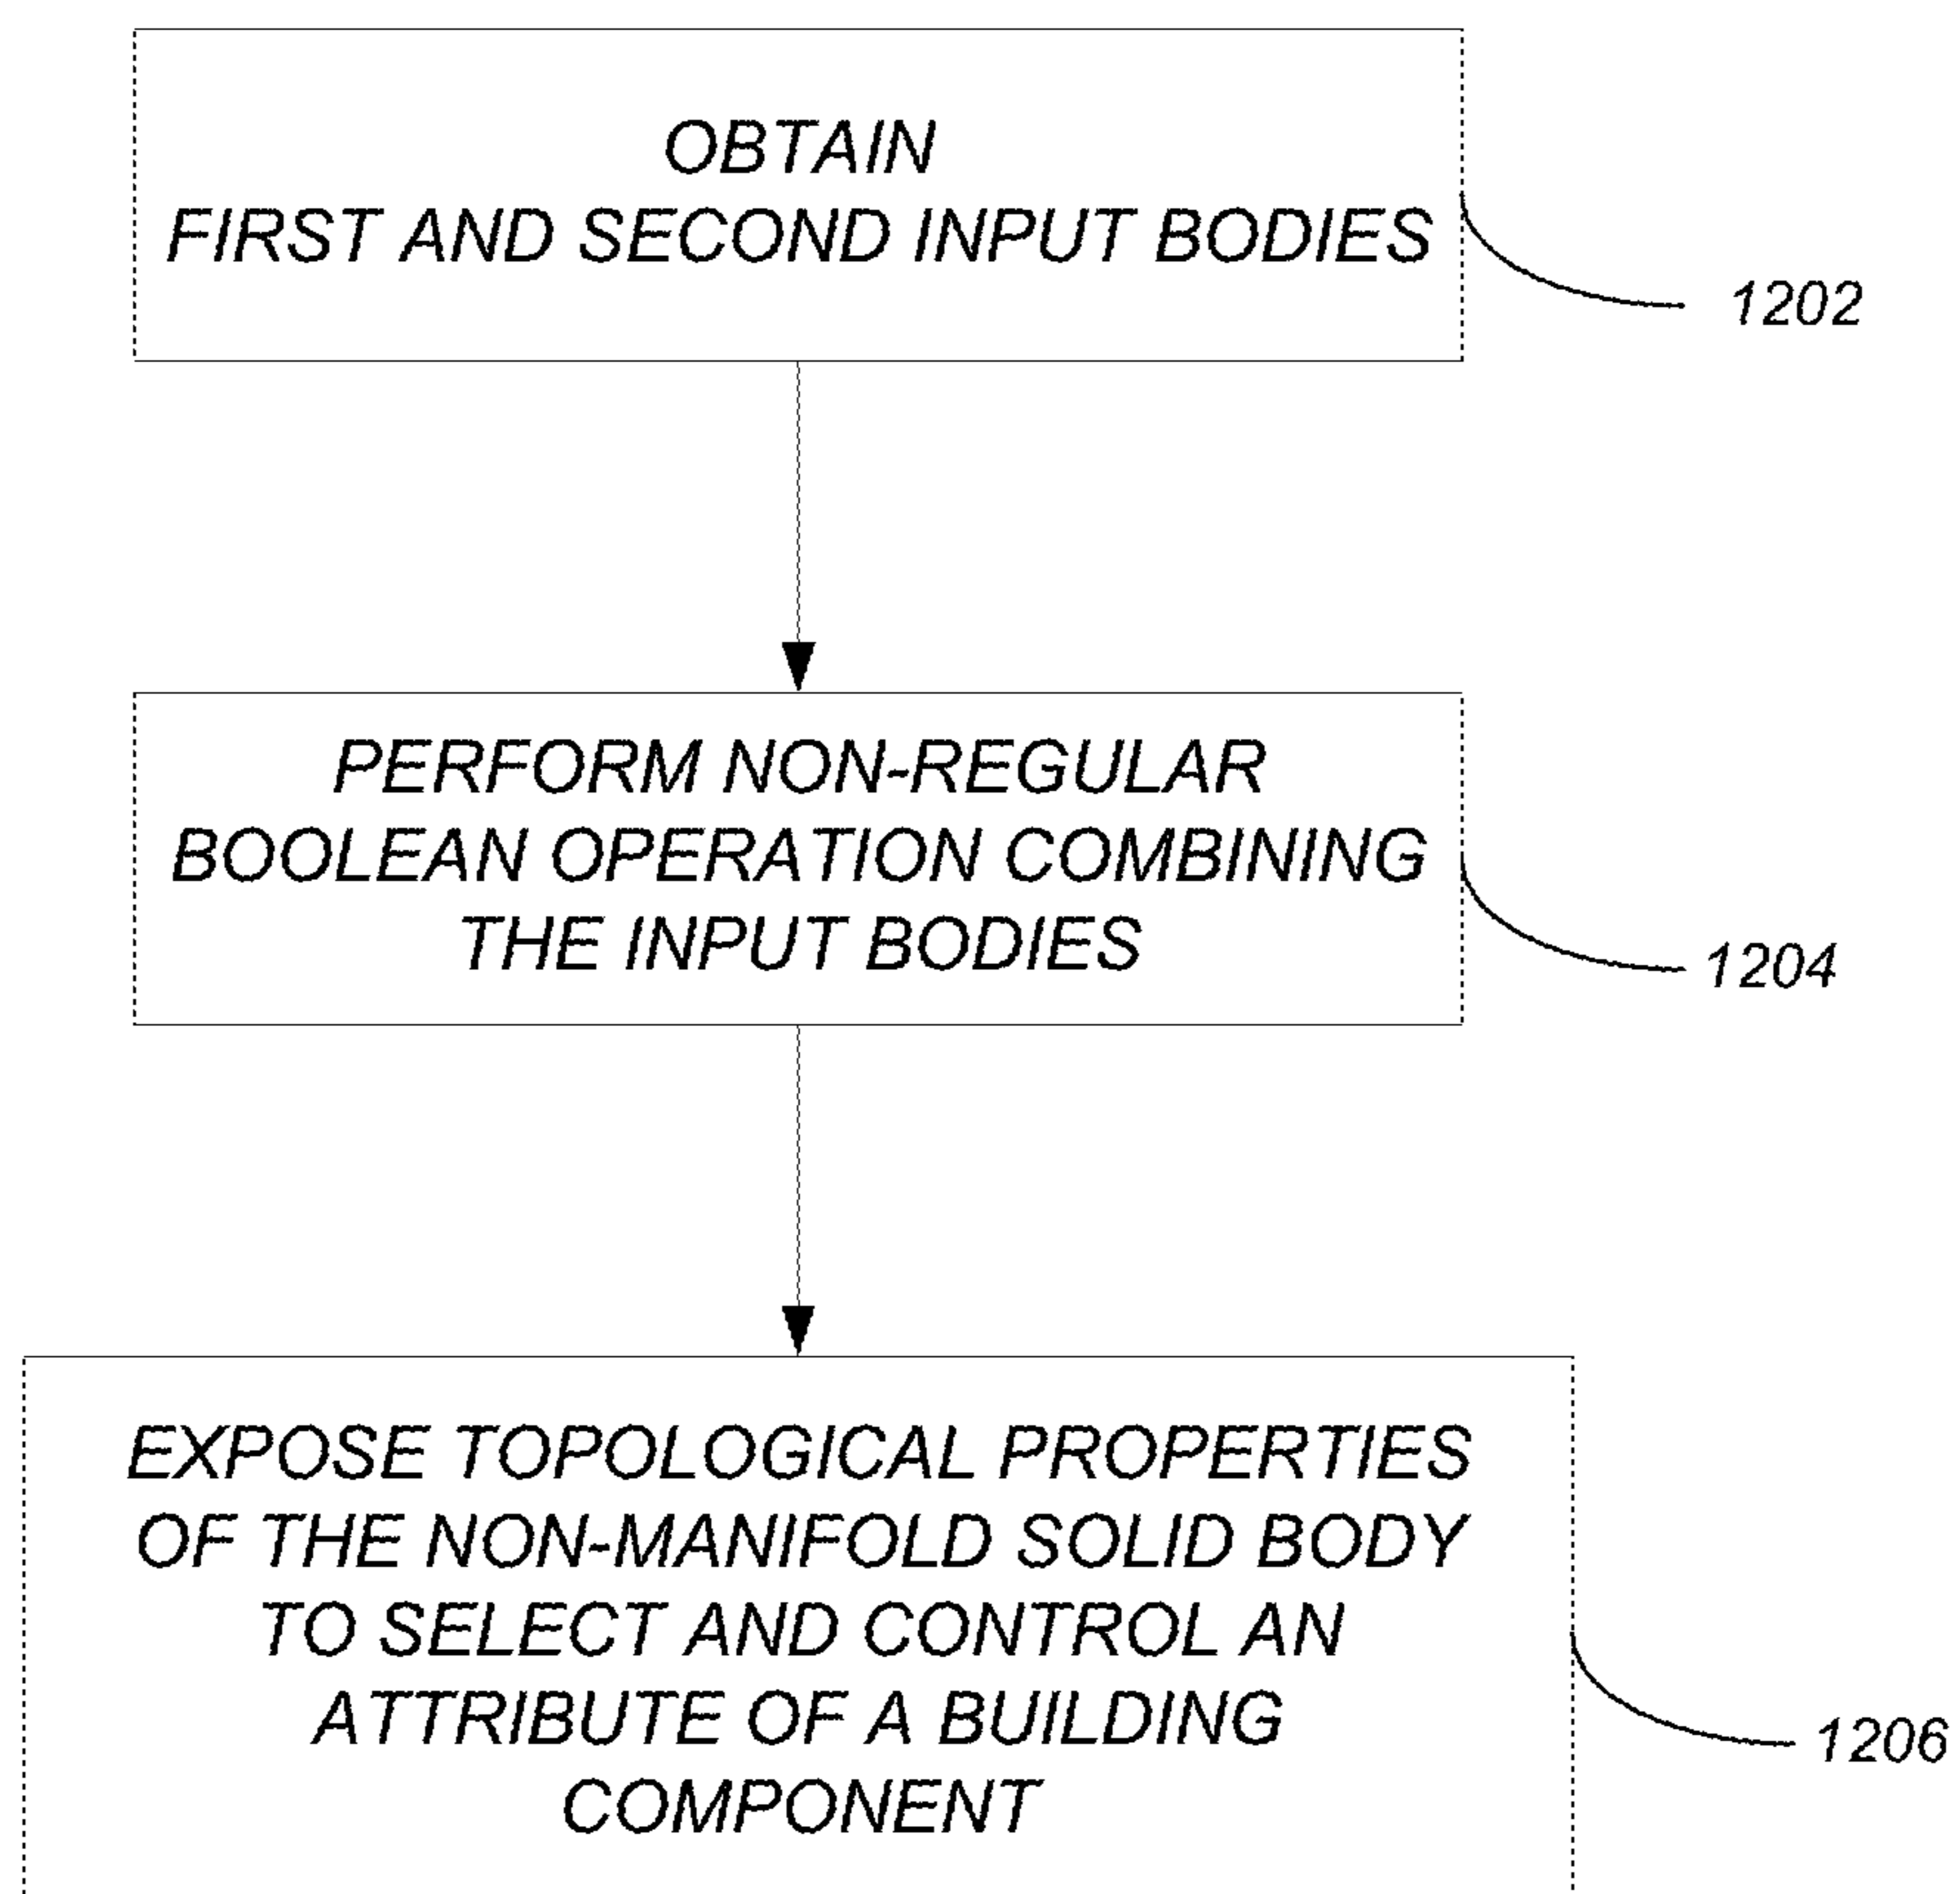 OBTAIN
FIRST AND SECOND INPUT BODIES
1202
PERFORM NON-REGULAR
BOOLEAN OPERATION COMBINING
THE INPUT BODIES
1204
EXPOSE TOPOLOGICAL PROPERTIES
OF THE NON-MANIFOLD SOLID BODY
TO SELECT AND CONTROL AN
ATTRIBUTE OF A BUILDING
COMPONENT
1206